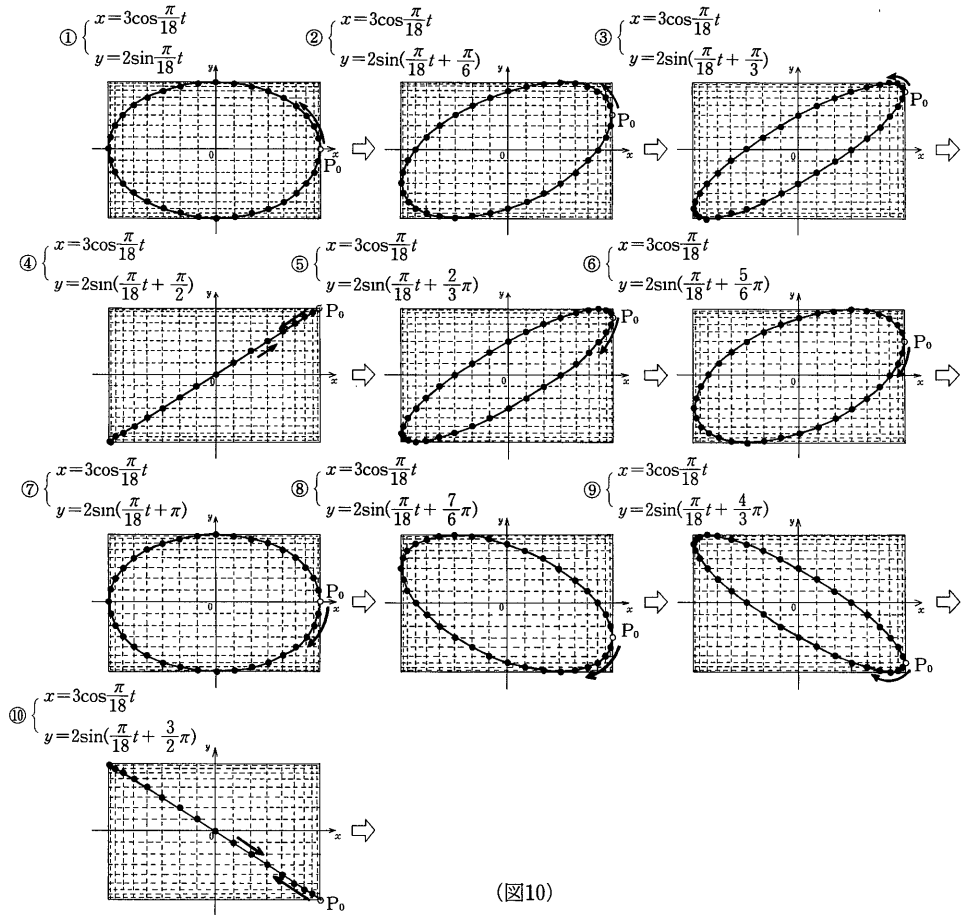 ① { x=3cos π/18 t
y=2sin π/18 t
② { x=3cos π/18 t
y=2sin(π/18 t + π/6)
③ { x=3cos π/18 t
y=2sin(π/18 t + π/3)
y
0
x
P₀
⇨
y
0
x
P₀
⇨
y
0
x
P₀
⇨
④ { x=3cos π/18 t
y=2sin(π/18 t + π/2)
⑤ { x=3cos π/18 t
y=2sin(π/18 t + 2/3 π)
⑥ { x=3cos π/18 t
y=2sin(π/18 t + 5/6 π)
y
0
x
P₀
⇨
y
0
x
P₀
⇨
y
0
x
P₀
⇨
⑦ { x=3cos π/18 t
y=2sin(π/18 t + π)
⑧ { x=3cos π/18 t
y=2sin(π/18 t + 7/6 π)
⑨ { x=3cos π/18 t
y=2sin(π/18 t + 4/3 π)
y
0
x
P₀
⇨
y
0
x
P₀
⇨
y
0
x
P₀
⇨
⑩ { x=3cos π/18 t
y=2sin(π/18 t + 3/2 π)
y
0
x
P₀
⇨
(図10)